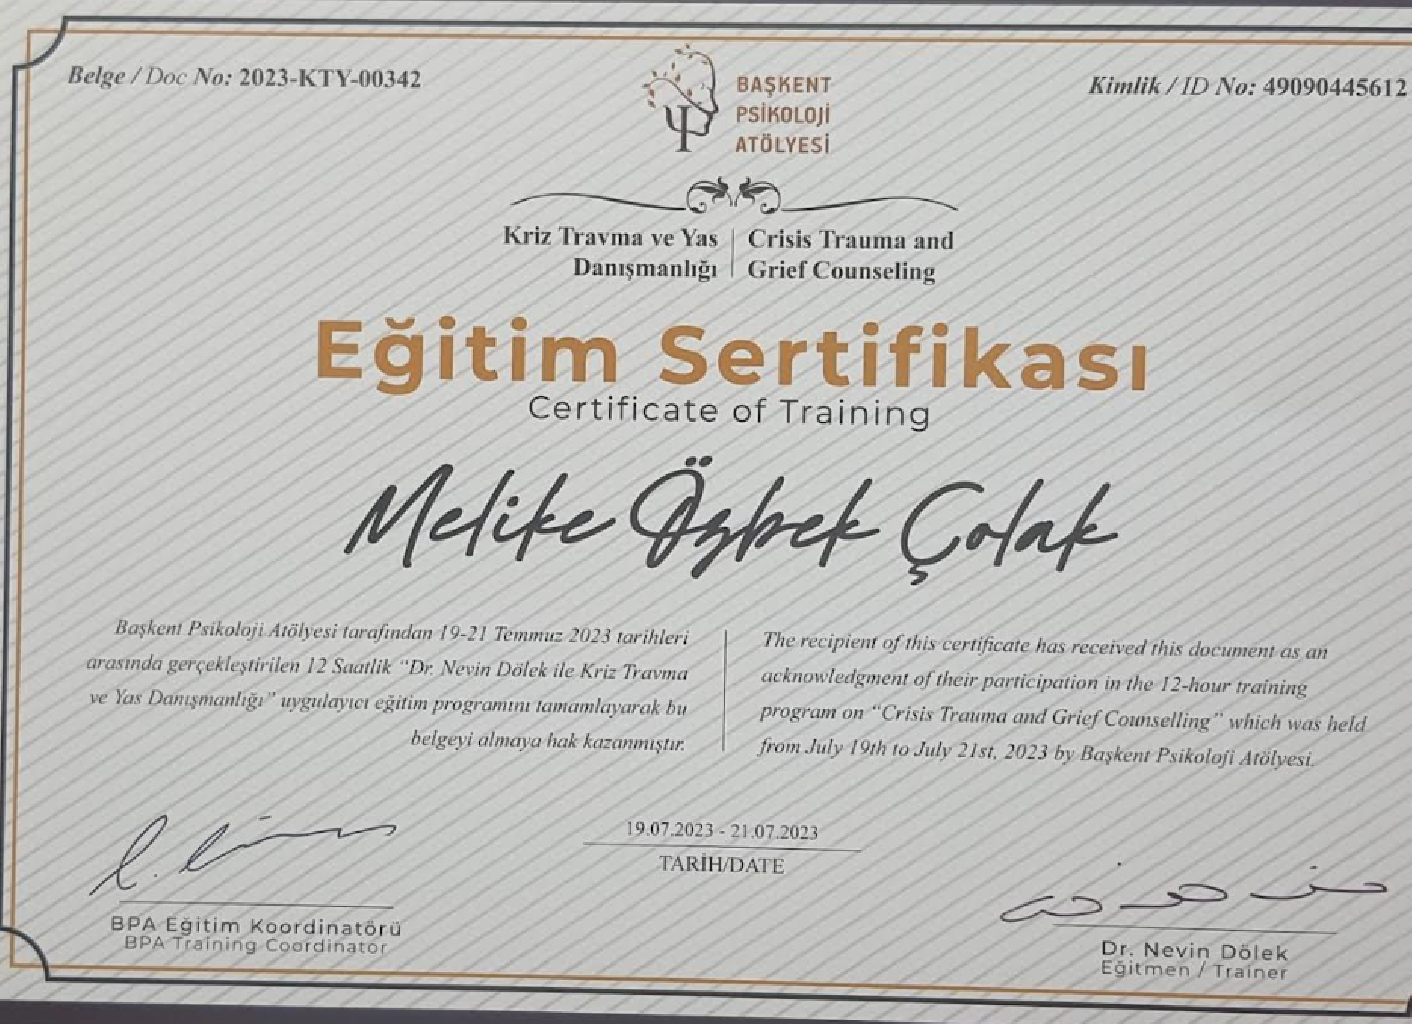 Belge / Doc No: 2023-KTY-00342
BAŞKENT
PSİKOLOJİ
ATÖLYESİ
Kimlik / ID No: 49090445612
Kriz Travma ve Yas
Danışmanlığı
Crisis Trauma and
Grief Counseling
Eğitim Sertifikası
Certificate of Training
Melike Özbek Çolak
Başkent Psikoloji Atölyesi tarafından 19-21 Temmuz 2023 tarihleri
arasında gerçekleştirilen 12 Saatlik "Dr. Nevin Dölek ile Kriz Travma
ve Yas Danışmanlığı" uygulayıcı eğitim programını tamamlayarak bu
belgeyi almaya hak kazanmıştır.
The recipient of this certificate has received this document as an
acknowledgment of their participation in the 12-hour training
program on "Crisis Trauma and Grief Counselling" which was held
from July 19th to July 21st, 2023 by Başkent Psikoloji Atölyesi.
19.07.2023 - 21.07.2023
TARİH/DATE
BPA Eğitim Koordinatörü
BPA Training Coordinator
Dr. Nevin Dölek
Eğitmen / Trainer